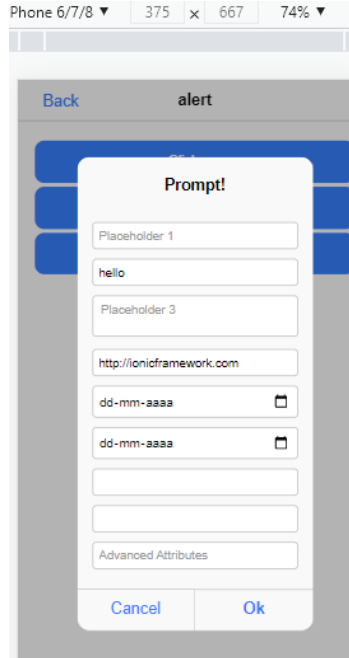 Phone 6/7/8 ▼ 375 × 667 74% ▼
Back alert
Prompt!
Placeholder 1
hello
Placeholder 3
http://ionicframework.com
dd-mm-aaaa
dd-mm-aaaa
Advanced Attributes
Cancel Ok